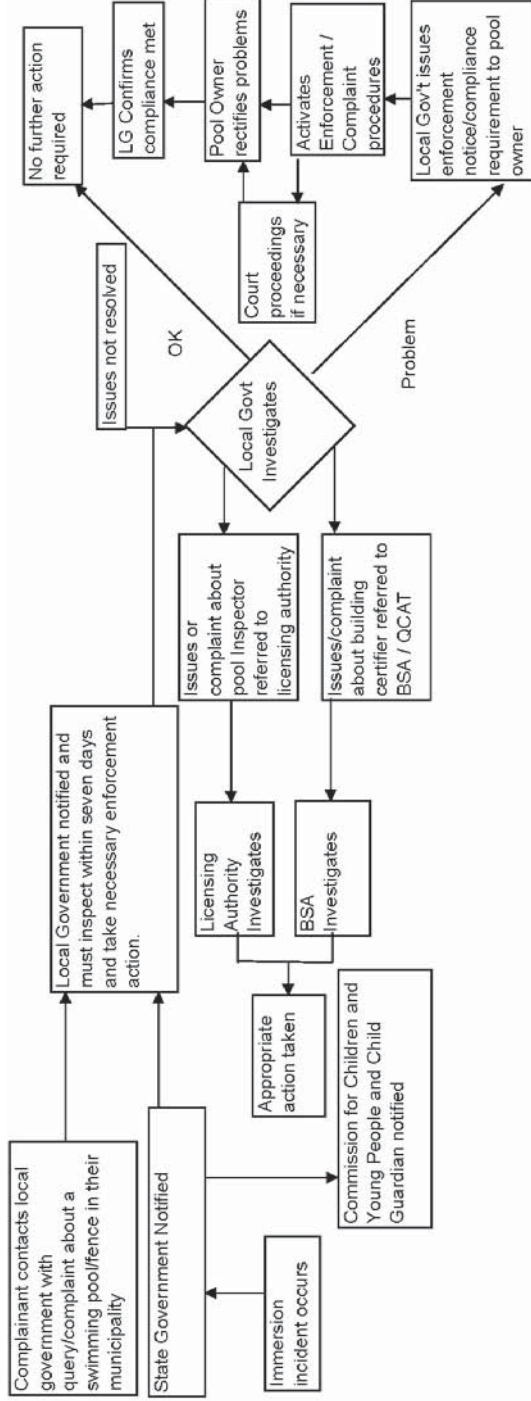 Complainant contacts local
government with
query/complaint about a
swimming pool/fence in their
municipality
State Government Notified
Immersion
incident occurs
Local Government notified and
must inspect within seven days
and take necessary enforcement
action.
Commission for Children and
Young People and Child
Guardian notified
Appropriate
action taken
Licensing
Authority
Investigates
BSA
Investigates
Issues or
complaint about
pool Inspector
referred to
licensing authority
Issues/complaint
about building
certifier referred to
BSA / QCAT
Issues not resolved
Local Govt
Investigates
OK
Problem
No further action
required
LG Confirms
compliance met
Pool Owner
rectifies problems
Court
proceedings
if necessary
Activates
Enforcement /
Complaint
procedures
Local Gov't issues
enforcement
notice/compliance
requirement to pool
owner